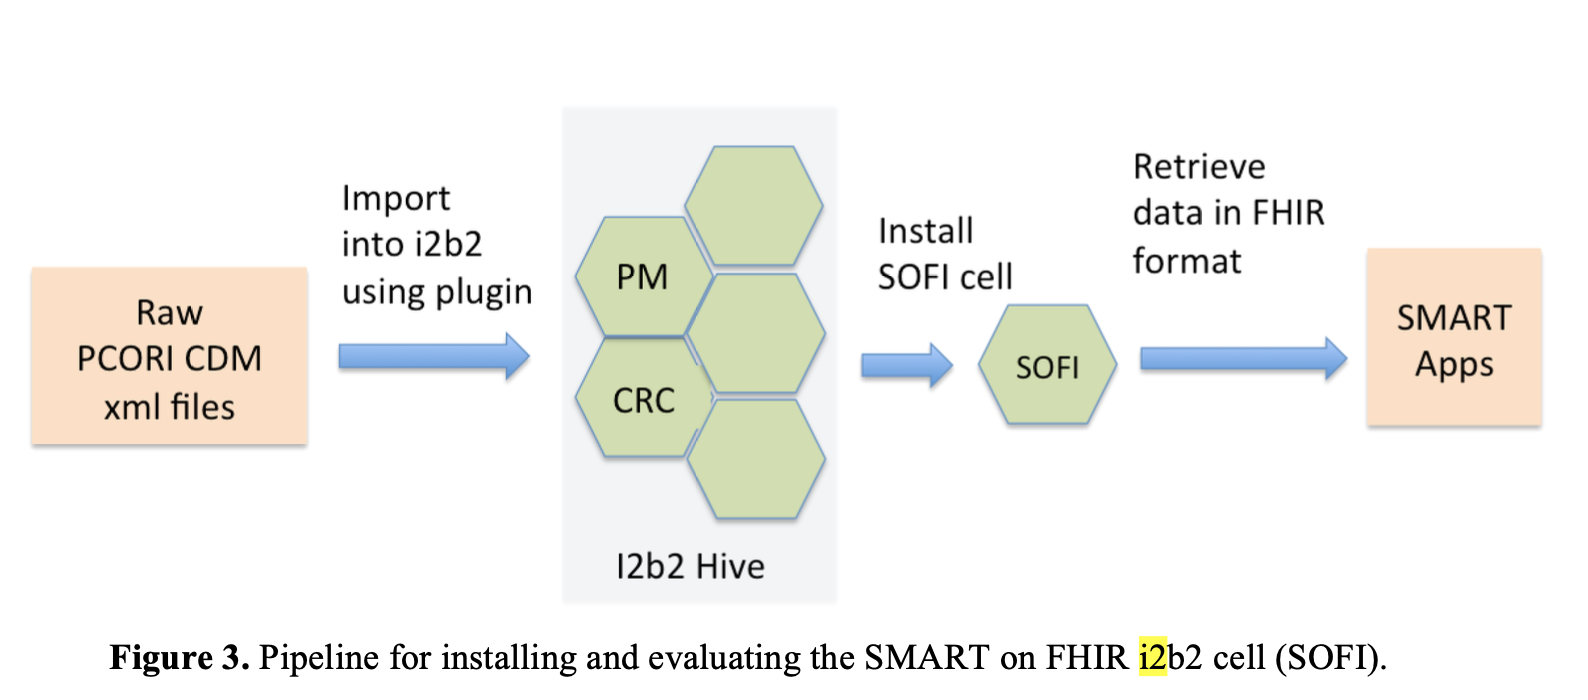 Raw
PCORI CDM
xml files
Import
into i2b2
using plugin
PM
CRC
I2b2 Hive
Install
SOFI cell
SOFI
Retrieve
data in FHIR
format
SMART
Apps
Figure 3. Pipeline for installing and evaluating the SMART on FHIR i2b2 cell (SOFI).